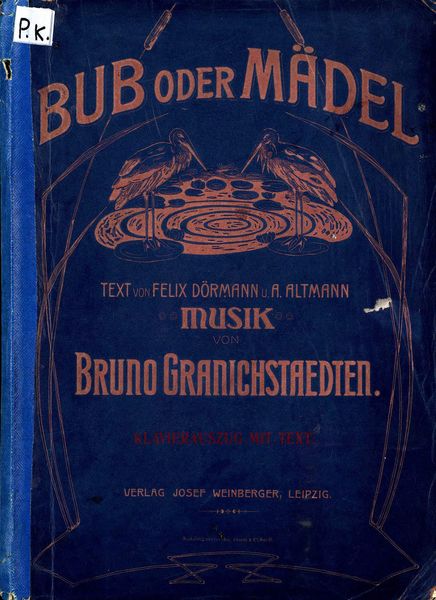 P.K.
BUB ODER MÄDEL
TEXT VON FELIX DÖRMANN U. A. ALTMANN
MUSIK
VON
BRUNO GRANICHSTAEDTEN.
KLAVIERAUSZUG MIT TEXT.
VERLAG JOSEF WEINBERGER, LEIPZIG.